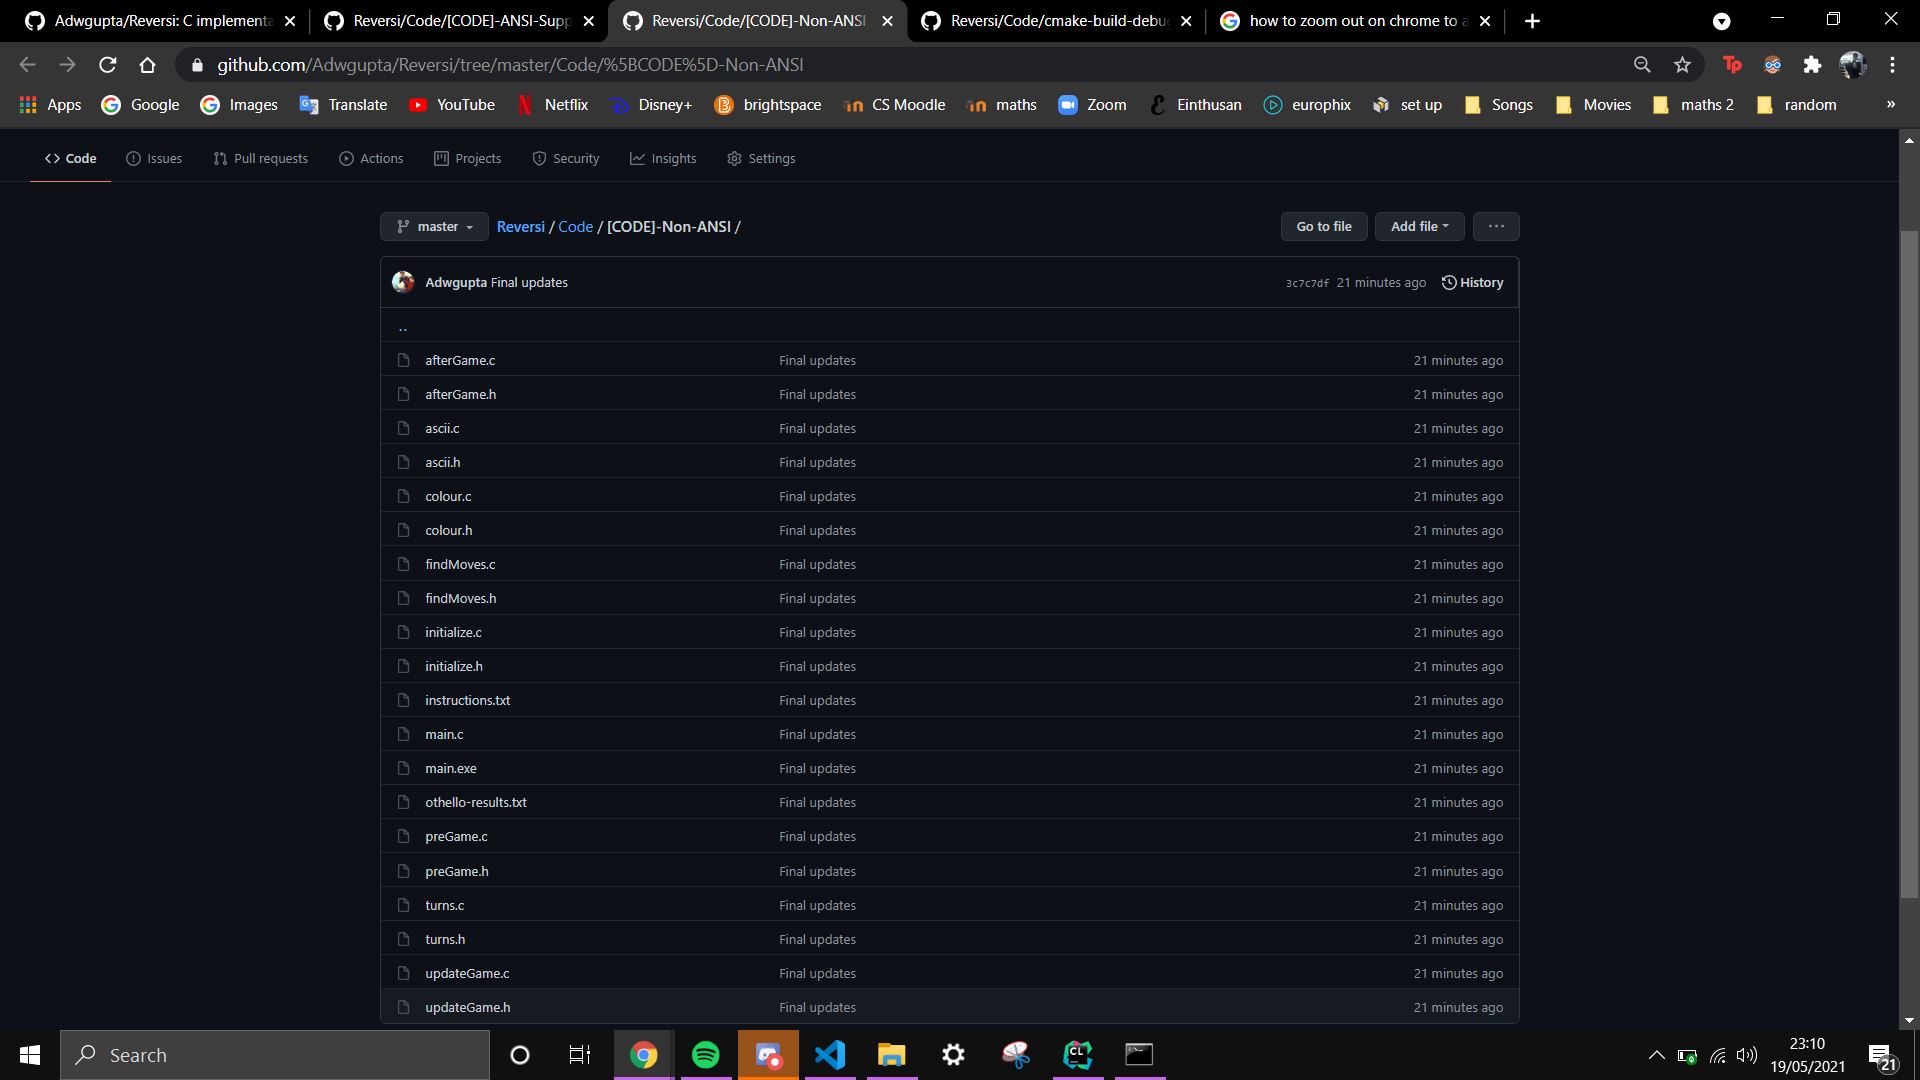 Adwgupta/Reversi: C implementa
Reversi/Code/[CODE]-ANSI-Supp
Reversi/Code/[CODE]-Non-ANSI
Reversi/Code/cmake-build-debu
how to zoom out on chrome to a
github.com/Adwgupta/Reversi/tree/master/Code/%5BCODE%5D-Non-ANSI
Apps Google Images Translate YouTube Netflix Disney+ brightspace CS Moodle maths Zoom Einthusan europhix set up Songs Movies maths 2 random »
<> Code Issues Pull requests Actions Projects Security Insights Settings
master Reversi / Code / [CODE]-Non-ANSI / Go to file Add file ...
Adwgupta Final updates 3c7c7df 21 minutes ago History
..
afterGame.c Final updates 21 minutes ago
afterGame.h Final updates 21 minutes ago
ascii.c Final updates 21 minutes ago
ascii.h Final updates 21 minutes ago
colour.c Final updates 21 minutes ago
colour.h Final updates 21 minutes ago
findMoves.c Final updates 21 minutes ago
findMoves.h Final updates 21 minutes ago
initialize.c Final updates 21 minutes ago
initialize.h Final updates 21 minutes ago
instructions.txt Final updates 21 minutes ago
main.c Final updates 21 minutes ago
main.exe Final updates 21 minutes ago
othello-results.txt Final updates 21 minutes ago
preGame.c Final updates 21 minutes ago
preGame.h Final updates 21 minutes ago
turns.c Final updates 21 minutes ago
turns.h Final updates 21 minutes ago
updateGame.c Final updates 21 minutes ago
updateGame.h Final updates 21 minutes ago
Search
CL
23:10
19/05/2021
21